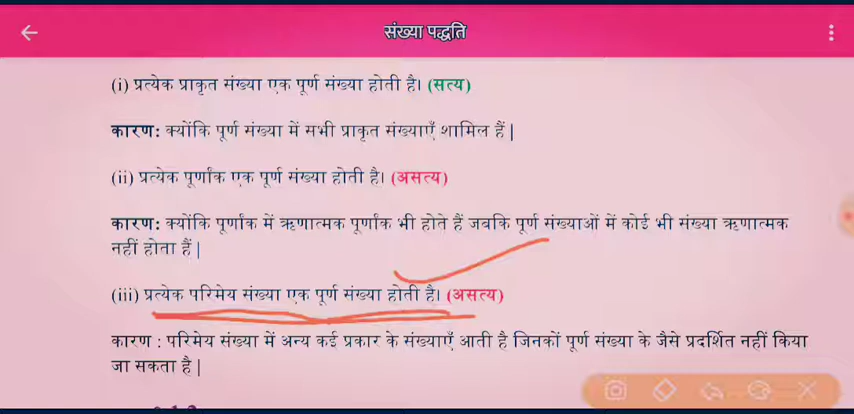 संख्या पद्धति
(i) प्रत्येक प्राकृत संख्या एक पूर्ण संख्या होती है। (सत्य)
कारण: क्योंकि पूर्ण संख्या में सभी प्राकृत संख्याएँ शामिल हैं |
(ii) प्रत्येक पूर्णांक एक पूर्ण संख्या होती है। (असत्य)
कारण: क्योंकि पूर्णांक में ऋणात्मक पूर्णांक भी होते हैं जबकि पूर्ण संख्याओं में कोई भी संख्या ऋणात्मक
नहीं होता हैं |
(iii) प्रत्येक परिमेय संख्या एक पूर्ण संख्या होती है। (असत्य)
कारण : परिमेय संख्या में अन्य कई प्रकार के संख्याएँ आती है जिनकों पूर्ण संख्या के जैसे प्रदर्शित नहीं किया
जा सकता है |